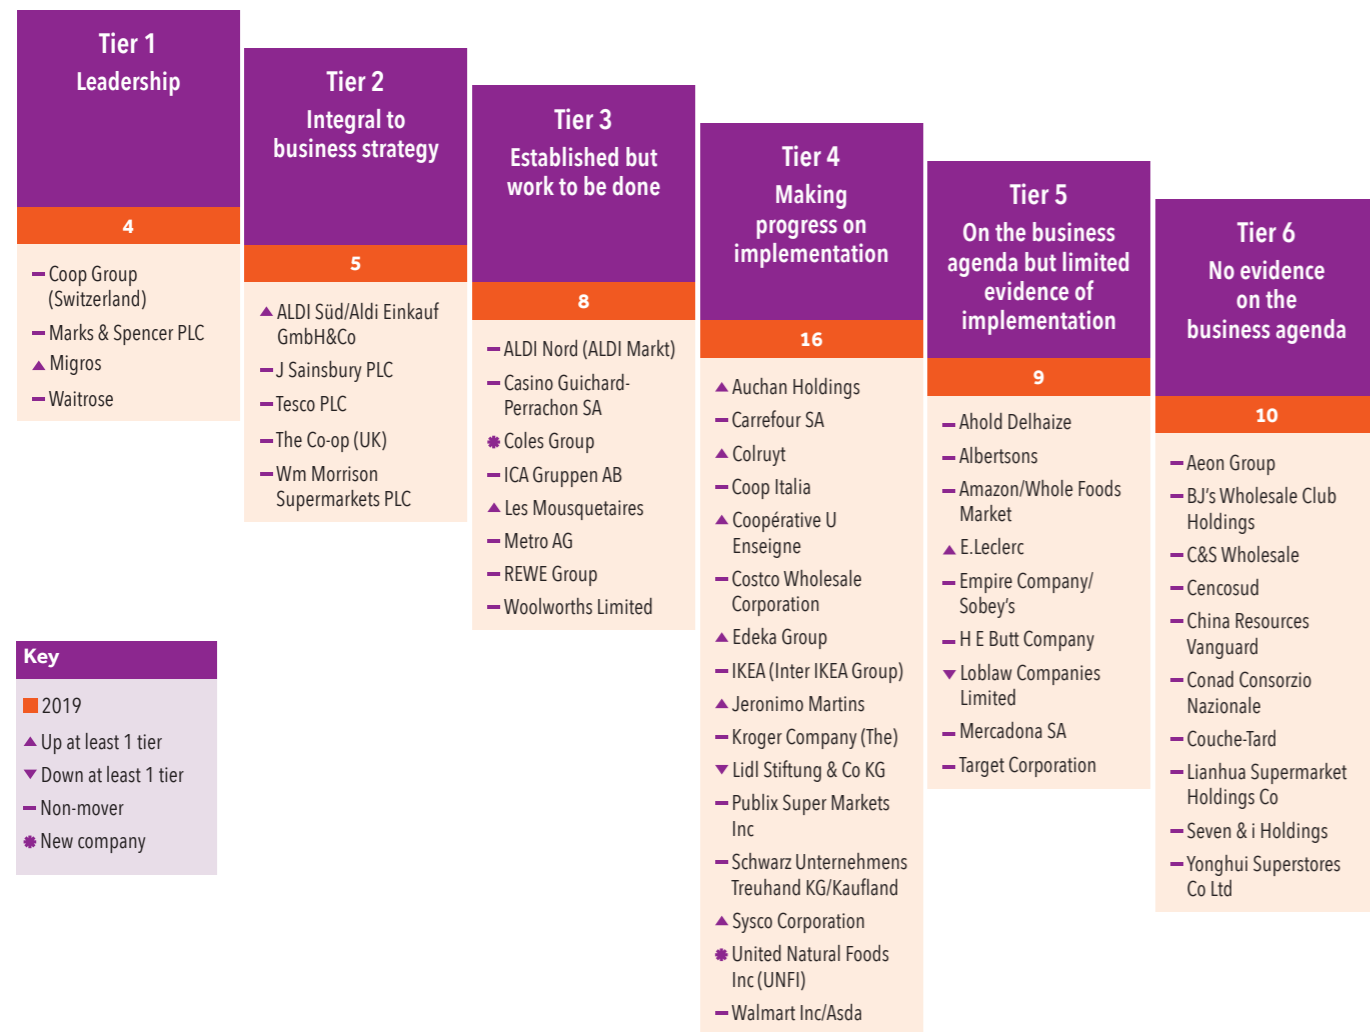 Tier 1
Leadership
4
Coop Group
(Switzerland)
Marks & Spencer PLC
Migros
Waitrose
Tier 2
Integral to
business strategy
5
ALDI Süd/Aldi Einkauf
GmbH&Co
J Sainsbury PLC
Tesco PLC
The Co-op (UK)
Wm Morrison
Supermarkets PLC
Tier 3
Established but
work to be done
8
ALDI Nord (ALDI Markt)
Casino Guichard-
Perrachon SA
Coles Group
ICA Gruppen AB
Les Mousquetaires
Metro AG
REWE Group
Woolworths Limited
Tier 4
Making
progress on
implementation
16
Auchan Holdings
Carrefour SA
Colruyt
Coop Italia
Coopérative U
Enseigne
Costco Wholesale
Corporation
Edeka Group
IKEA (Inter IKEA Group)
Jeronimo Martins
Kroger Company (The)
Lidl Stiftung & Co KG
Publix Super Markets
Inc
Schwarz Unternehmens
Treuhand KG/Kaufland
Sysco Corporation
United Natural Foods
Inc (UNFI)
Walmart Inc/Asda
Tier 5
On the business
agenda but limited
evidence of
implementation
9
Ahold Delhaize
Albertsons
Amazon/Whole Foods
Market
E.Leclerc
Empire Company/
Sobey's
H E Butt Company
Loblaw Companies
Limited
Mercadona SA
Target Corporation
Tier 6
No evidence
on the
business agenda
10
Aeon Group
BJ's Wholesale Club
Holdings
C&S Wholesale
Cencosud
China Resources
Vanguard
Conad Consorzio
Nazionale
Couche-Tard
Lianhua Supermarket
Holdings Co
Seven & i Holdings
Yonghui Superstores
Co Ltd
Key
2019
Up at least 1 tier
Down at least 1 tier
Non-mover
New company